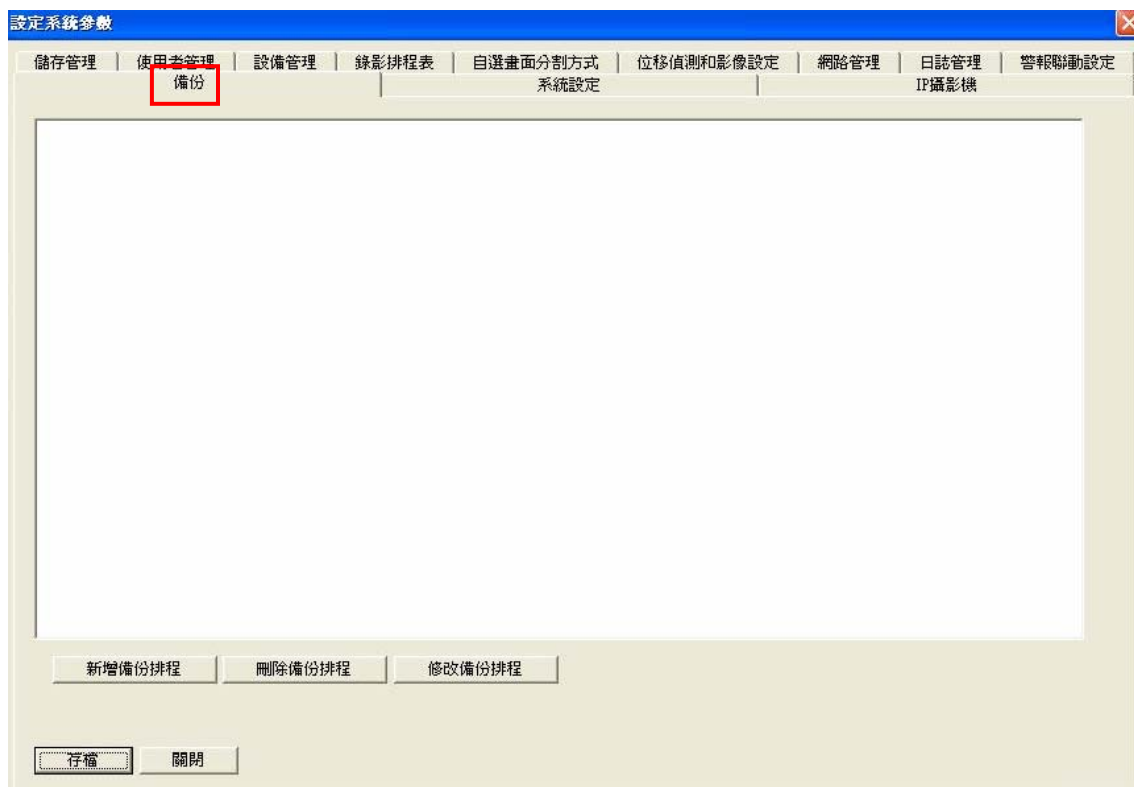 設定系統參數
儲存管理 使用者管理 設備管理 錄影排程表 自選畫面分割方式 位移偵測和影像設定 網路管理 日誌管理 警報聯動設定
備份 系統設定 IP攝影機
新增備份排程 刪除備份排程 修改備份排程
存檔 關閉